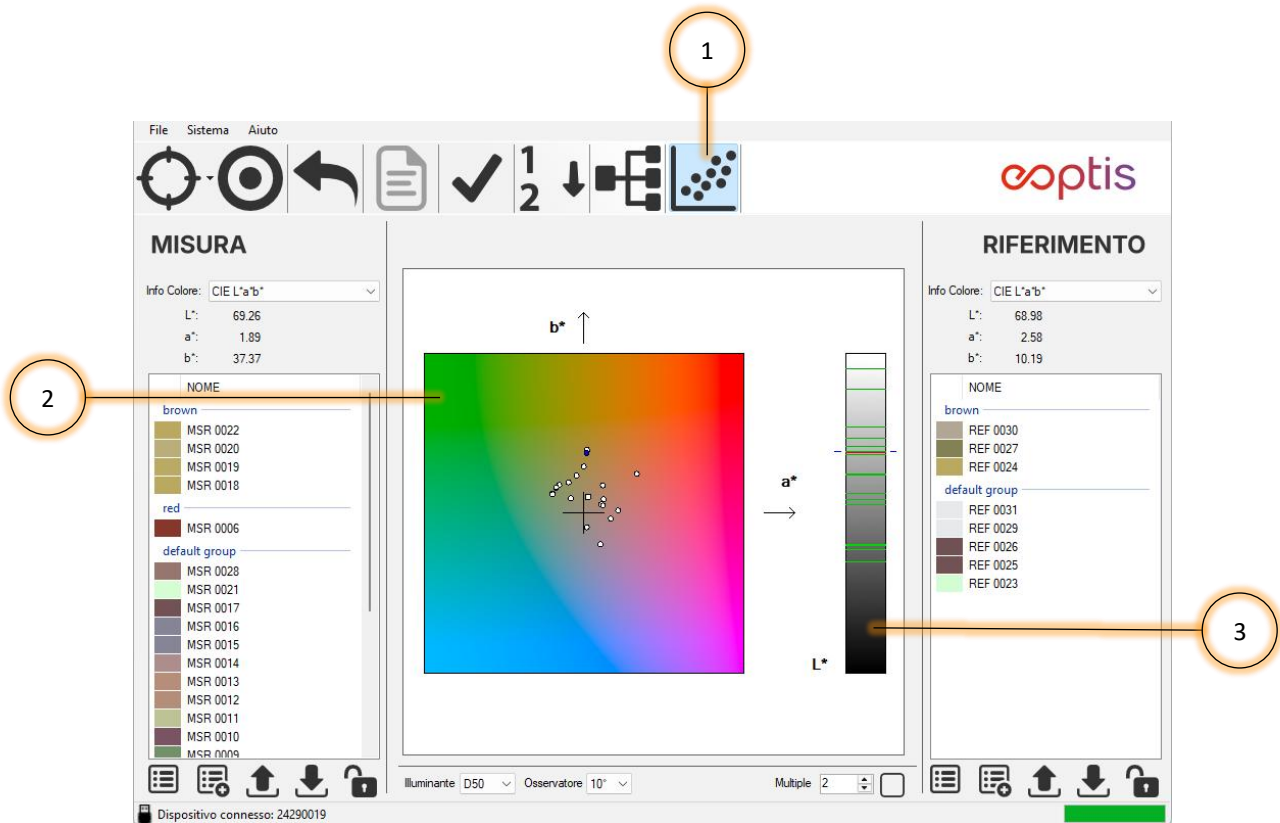 1
File Sistema Aiuto
1
2
eoptis
MISURA
RIFERIMENTO
Info Colore: CIE L*a*b*
L*: 69.26
a*: 1.89
b*: 37.37
NOME
brown
MSR 0022
MSR 0020
MSR 0019
MSR 0018
red
MSR 0006
default group
MSR 0028
MSR 0021
MSR 0017
MSR 0016
MSR 0015
MSR 0014
MSR 0013
MSR 0012
MSR 0011
MSR 0010
MSR 0009
2
b*
a*
L*
Info Colore: CIE L*a*b*
L*: 68.98
a*: 2.58
b*: 10.19
NOME
brown
REF 0030
REF 0027
REF 0024
default group
REF 0031
REF 0029
REF 0026
REF 0025
REF 0023
3
Illuminante D50 Osservatore 10° Multiple 2
Dispositivo connesso: 24290019